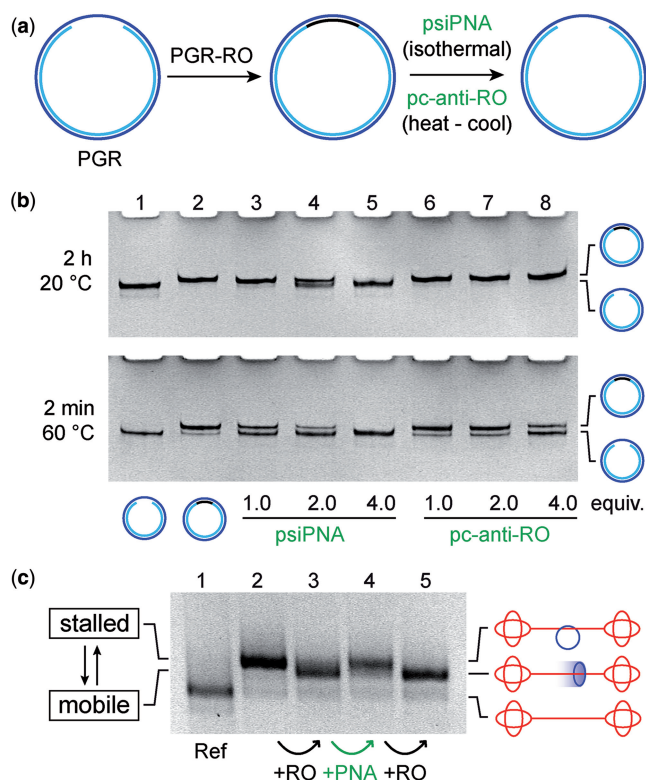 (a)
PGR
PGR-RO
psiPNA
(isothermal)
pc-anti-RO
(heat - cool)
(b)
1 2 3 4 5 6 7 8
2 h
20 °C
2 min
60 °C
1.0 2.0 4.0 1.0 2.0 4.0 equiv.
psiPNA pc-anti-RO
(c)
1 2 3 4 5
stalled
mobile
Ref
+RO +PNA +RO